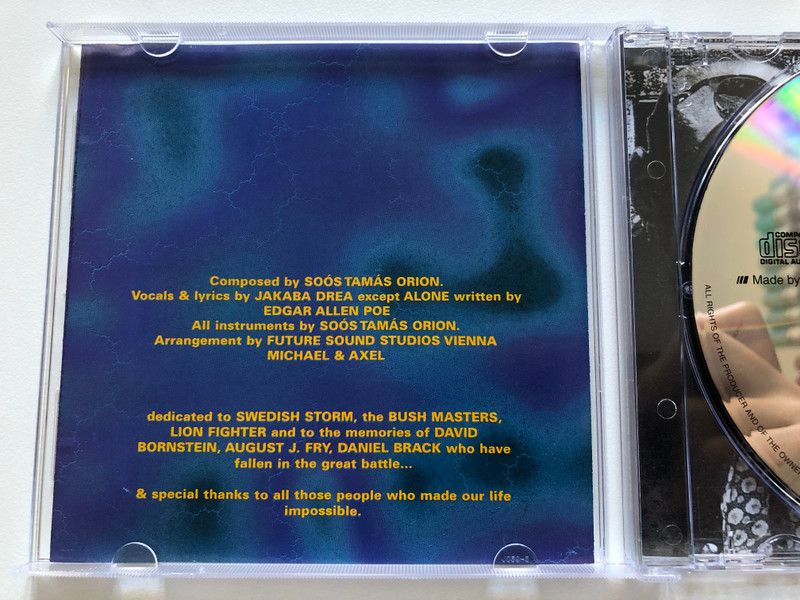 Composed by SOÓS TAMÁS ORION.
Vocals & lyrics by JAKABA DREA except ALONE written by
EDGAR ALLEN POE
All instruments by SOÓS TAMÁS ORION.
Arrangement by FUTURE SOUND STUDIOS VIENNA
MICHAEL & AXEL
dedicated to SWEDISH STORM, the BUSH MASTERS,
LION FIGHTER and to the memories of DAVID
BORNSTEIN, AUGUST J. FRY, DANIEL BRACK who have
fallen in the great battle...
& special thanks to all those people who made our life
impossible.
disc
DIGITAL AU
Made by
ALL RIGHTS OF THE PRODUCER AND OF THE OWNE